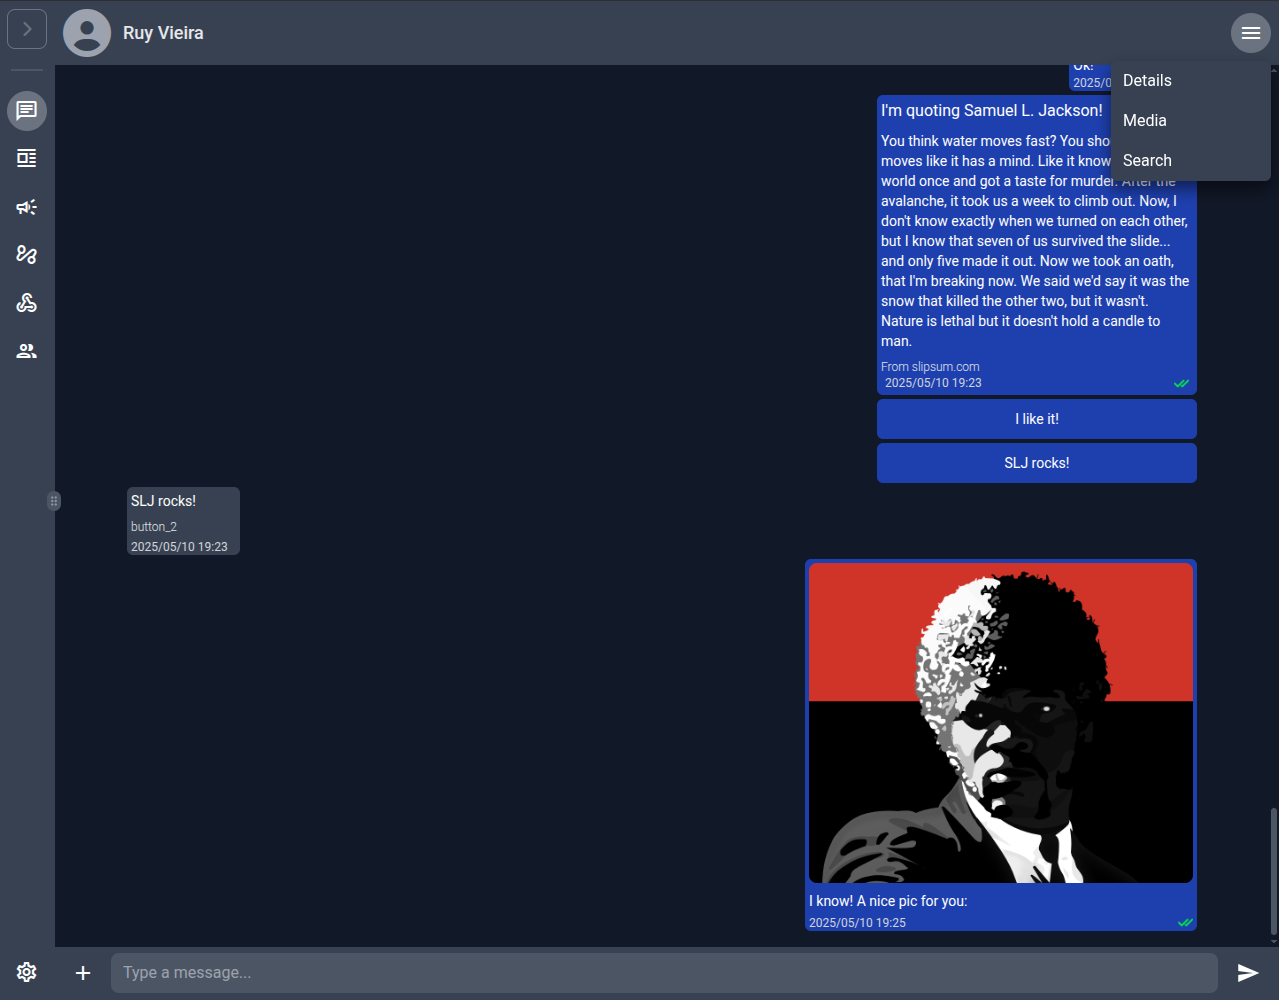 Ruy Vieira
Details
Media
Search
Ok!
2025/0
I'm quoting Samuel L. Jackson!
You think water moves fast? You
moves like it has a mind. Like it
world once and got a taste for murder. After the
avalanche, it took us a week to climb out. Now, I
don't know exactly when we turned on each other,
but I know that seven of us survived the slide...
and only five made it out. Now we took an oath,
that I'm breaking now. We said we'd say it was the
snow that killed the other two, but it wasn't.
Nature is lethal but it doesn't hold a candle to
man.
From slipsum.com
2025/05/10 19:23
I like it!
SLJ rocks!
SLJ rocks!
button_2
2025/05/10 19:23
I know! A nice pic for you:
2025/05/10 19:25
Type a message...